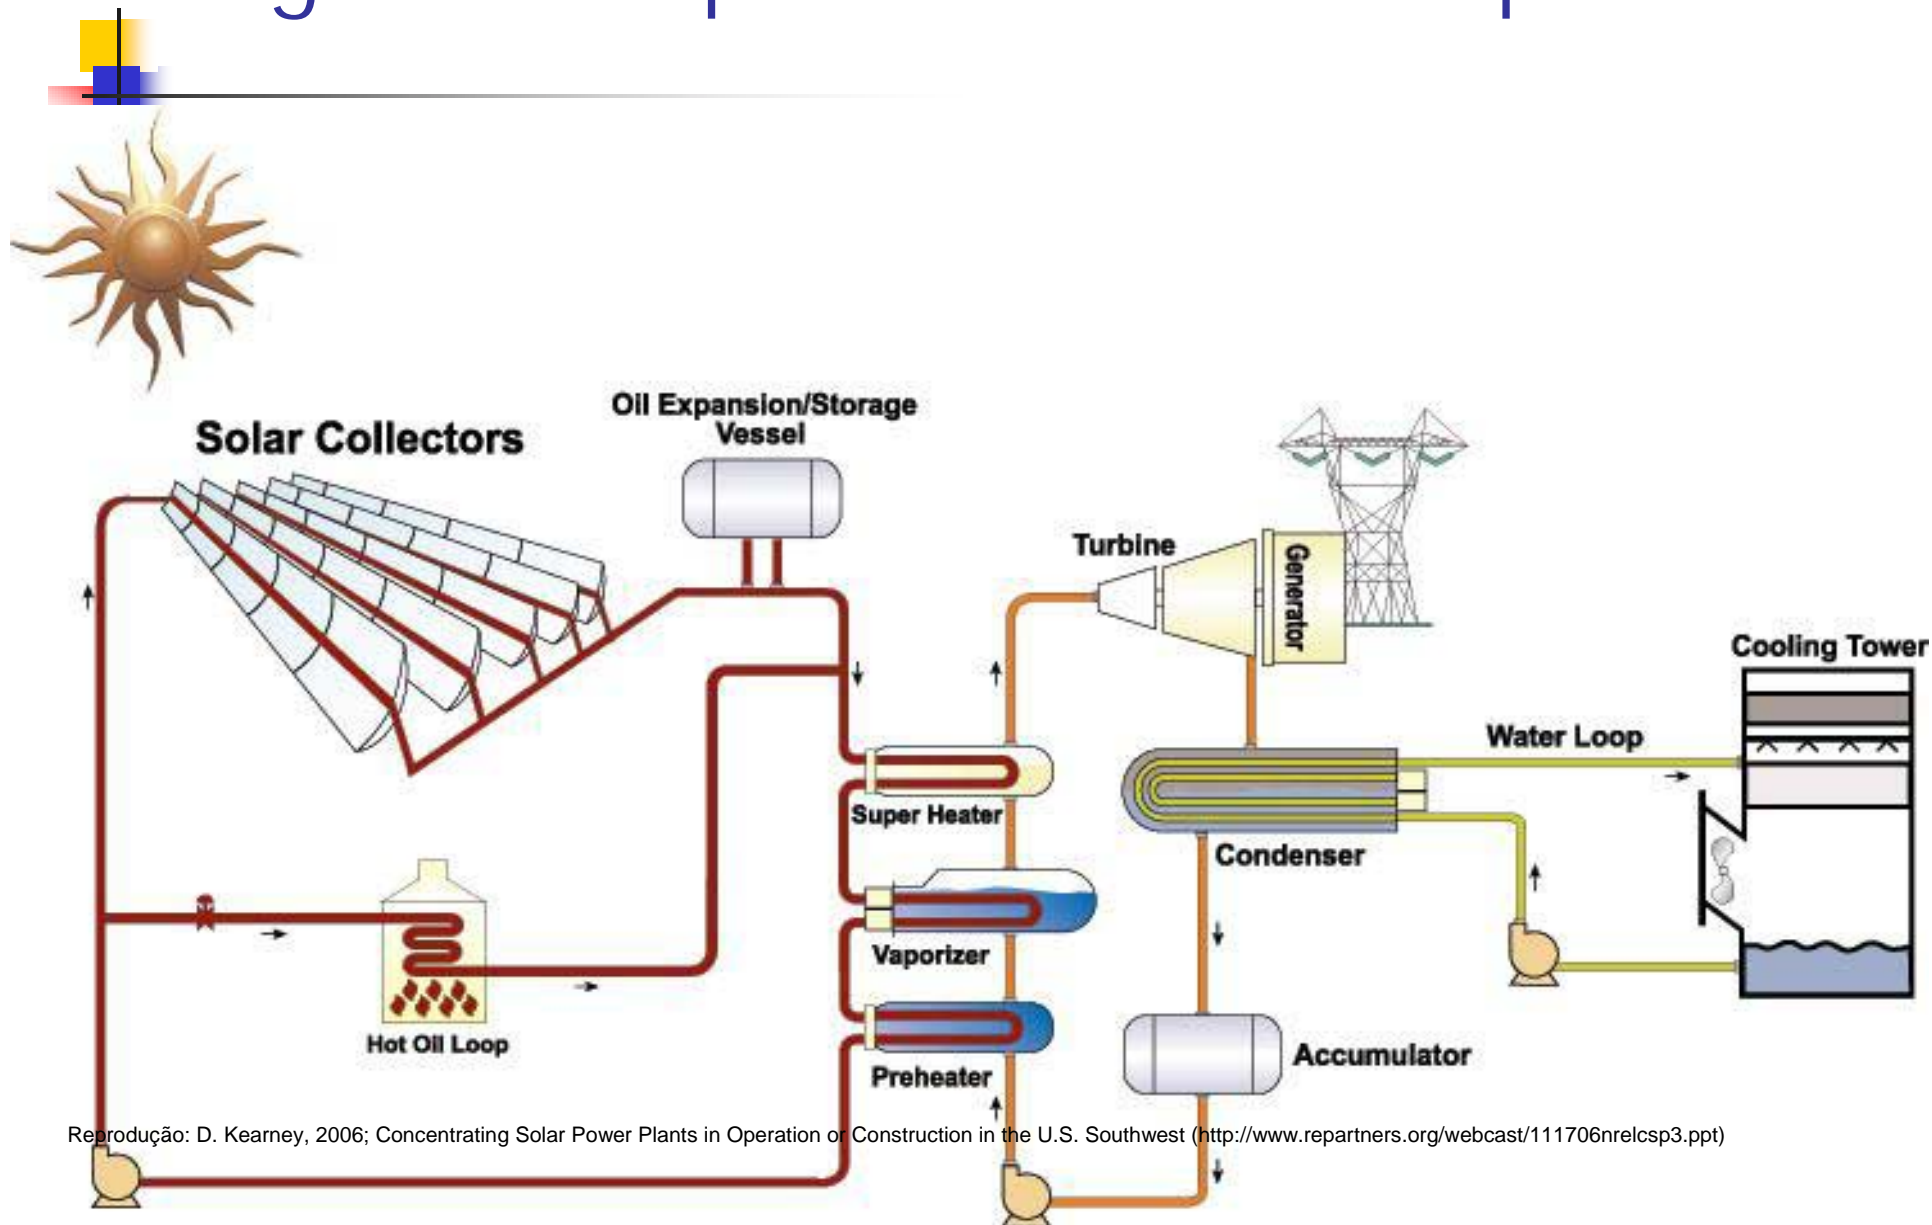 Oil Expansion/Storage
Vessel
Solar Collectors
Turbine
Generator
Cooling Tower
Water Loop
Super Heater
Condenser
Vaporizer
Hot Oil Loop
Accumulator
Preheater
Reprodução: D. Kearney, 2006; Concentrating Solar Power Plants in Operation or Construction in the U.S. Southwest (http://www.repartners.org/webcast/111706nrelcsp3.ppt)